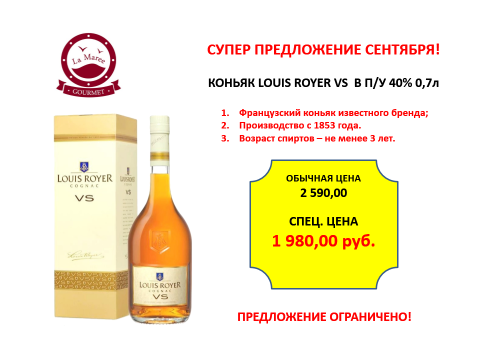 La Maree
GOURMET
СУПЕР ПРЕДЛОЖЕНИЕ СЕНТЯБРЯ!
КОНЬЯК LOUIS ROYER VS В П/У 40% 0,7л
1. Французский коньяк известного бренда;
2. Производство с 1853 года.
3. Возраст спиртов – не менее 3 лет.
LOUIS ROYER
COGNAC
VS
LOUIS ROYER
COGNAC
VS
ОБЫЧНАЯ ЦЕНА
2 590,00
СПЕЦ. ЦЕНА
1 980,00 руб.
ПРЕДЛОЖЕНИЕ ОГРАНИЧЕНО!